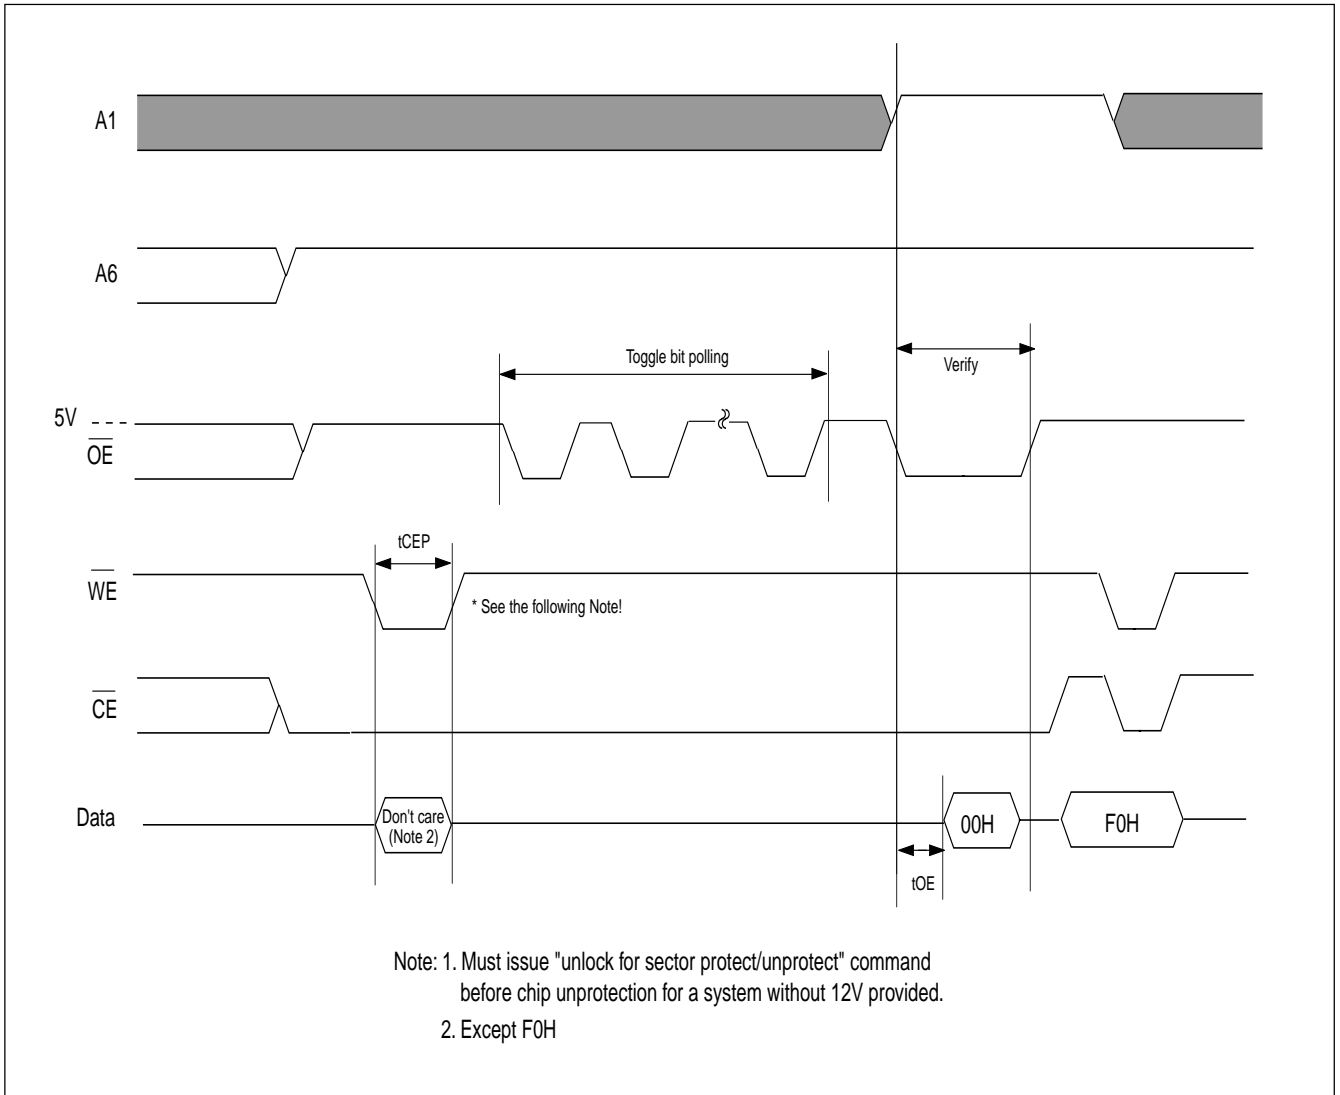 A1
A6
Toggle bit polling
Verify
5V
OE
tCEP
WE
* See the following Note!
CE
Data
Don't care
(Note 2)
00H
F0H
tOE
Note: 1. Must issue "unlock for sector protect/unprotect" command
before chip unprotection for a system without 12V provided.
2. Except F0H